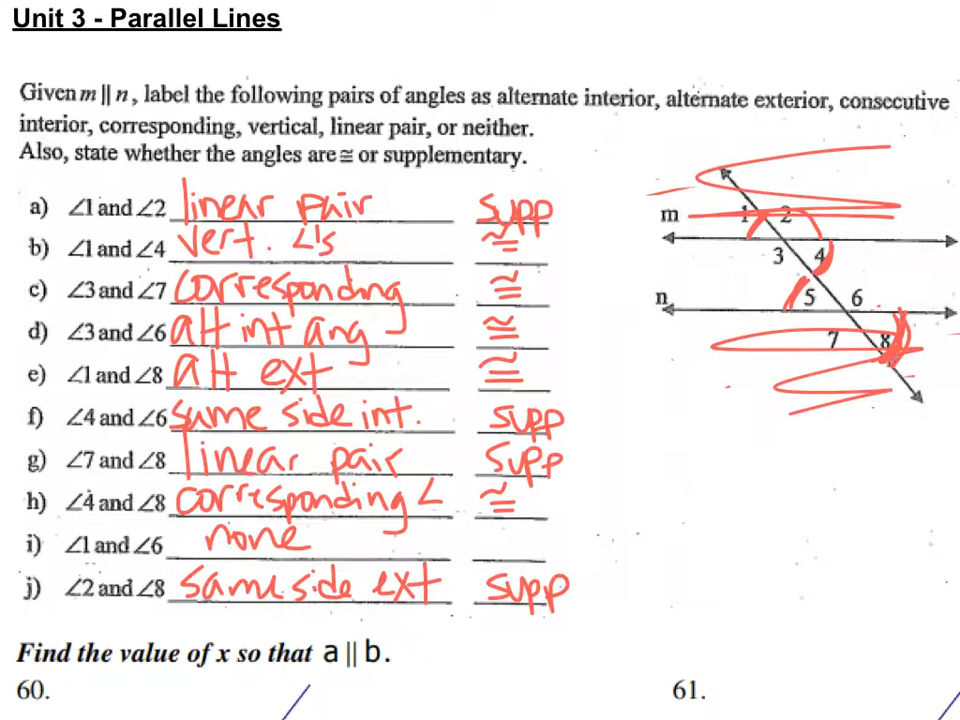 Unit 3 - Parallel Lines
Given m || n, label the following pairs of angles as alternate interior, alternate exterior, consecutive
interior, corresponding, vertical, linear pair, or neither.
Also, state whether the angles are ≅ or supplementary.
a) ∠1 and ∠2 linear pair supp
b) ∠1 and ∠4 vert. ∠'s ≅
c) ∠3 and ∠7 corresponding ≅
d) ∠3 and ∠6 alt int ang ≅
e) ∠1 and ∠8 alt ext ≅
f) ∠4 and ∠6 same side int. supp
g) ∠7 and ∠8 linear pair supp
h) ∠4 and ∠8 corresponding ∠ ≅
i) ∠1 and ∠6 none
j) ∠2 and ∠8 same side ext supp
m 1 2
3 4
n 5 6
7 8
Find the value of x so that a || b.
60. 61.